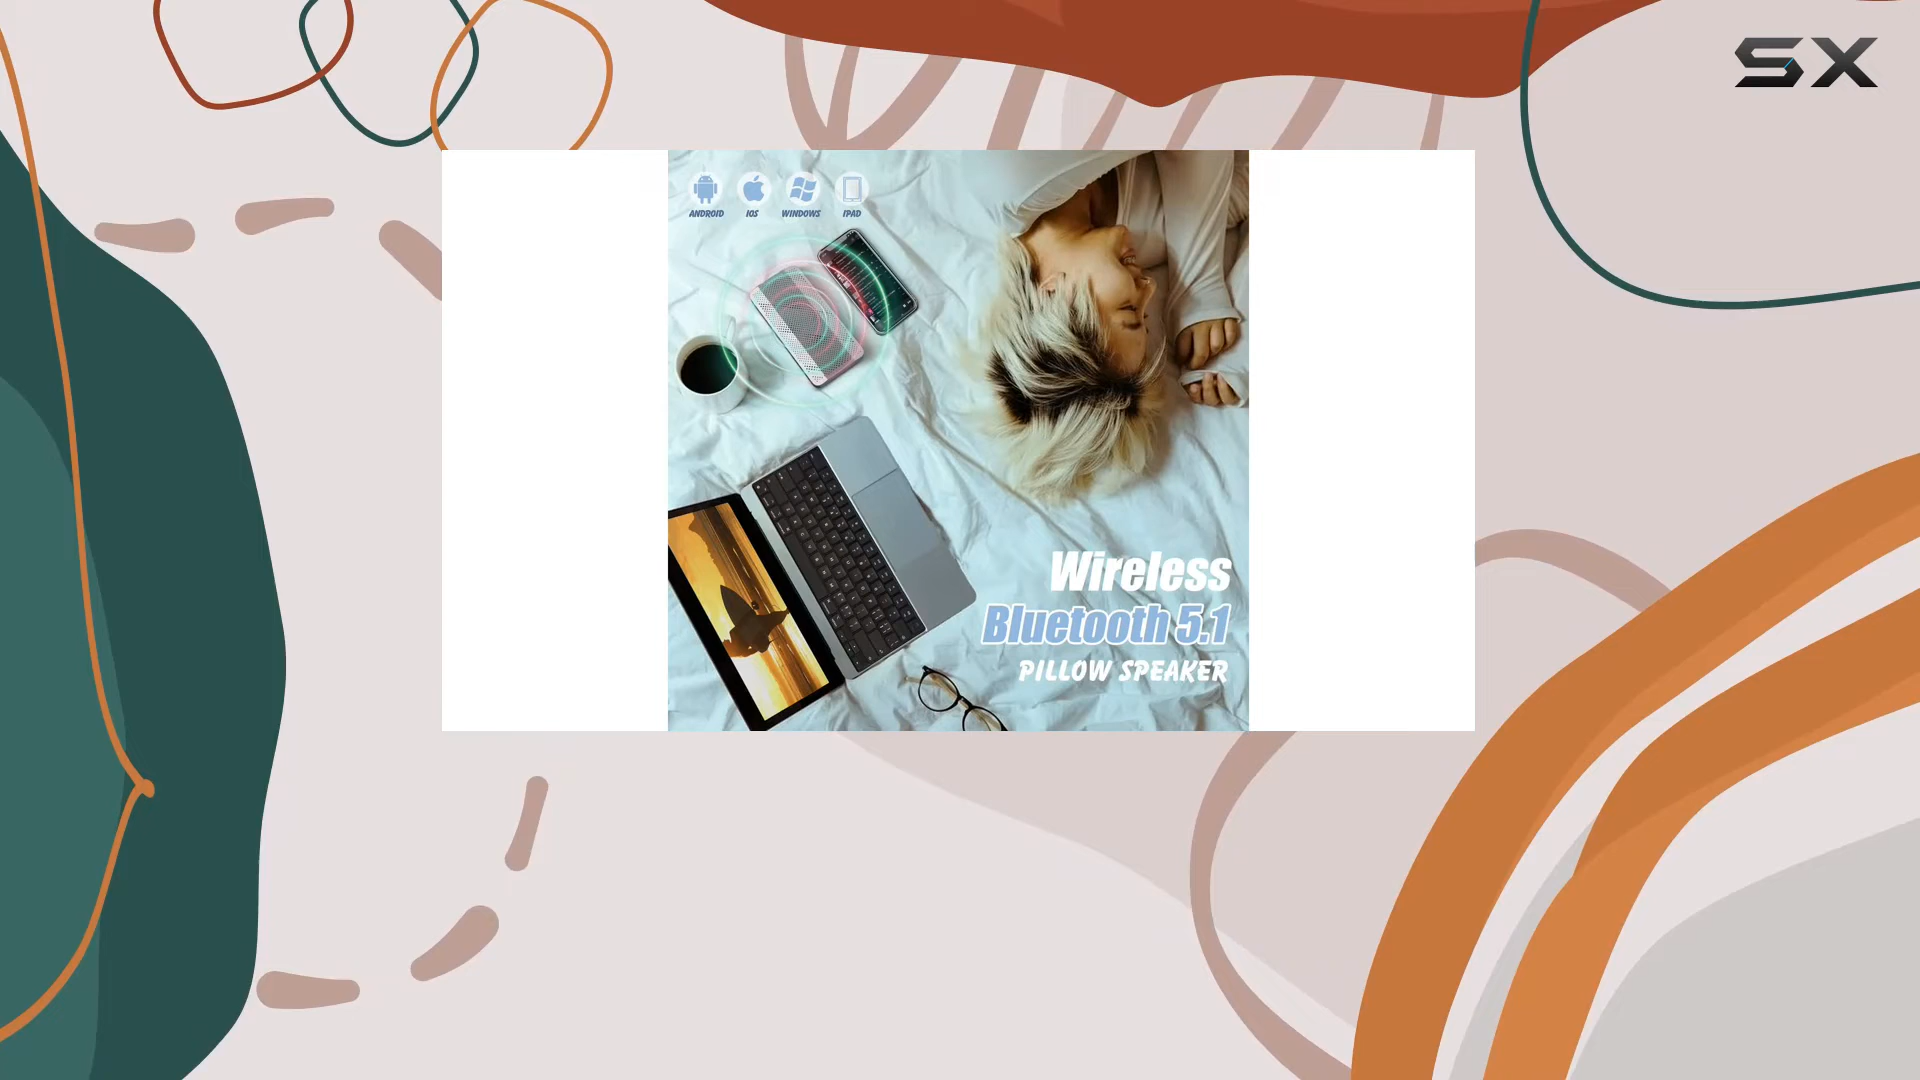 SX
ANDROID IOS WINDOWS IPAD
Wireless
Bluetooth 5.1
PILLOW SPEAKER